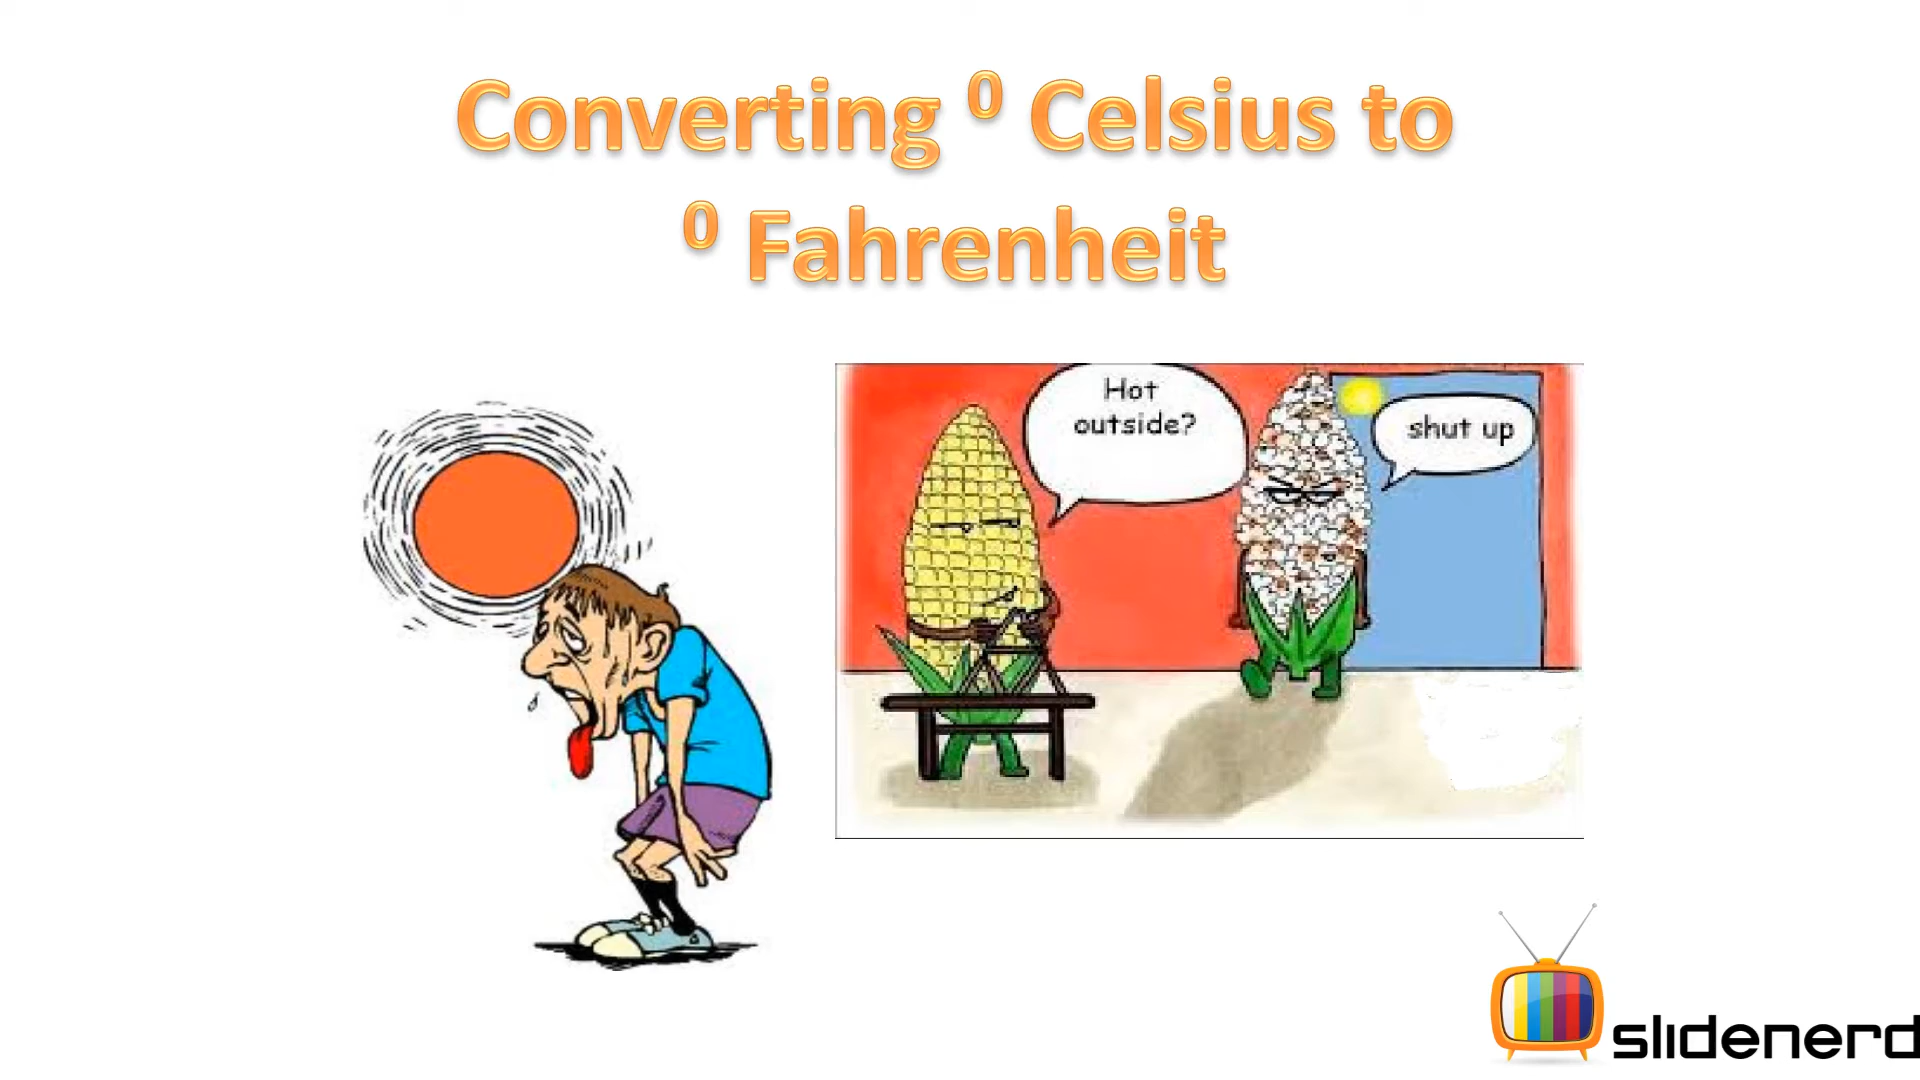 Converting ⁰ Celsius to
⁰ Fahrenheit
Hot
outside?
shut up
slidenerd